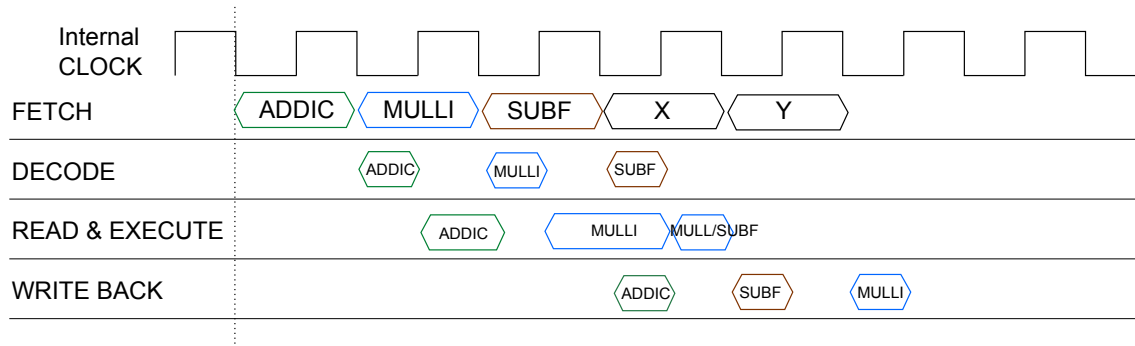 Internal
CLOCK
FETCH ADDIC MULLI SUBF X Y
DECODE ADDIC MULLI SUBF
READ & EXECUTE ADDIC MULLI MULL/SUBF
WRITE BACK ADDIC SUBF MULLI